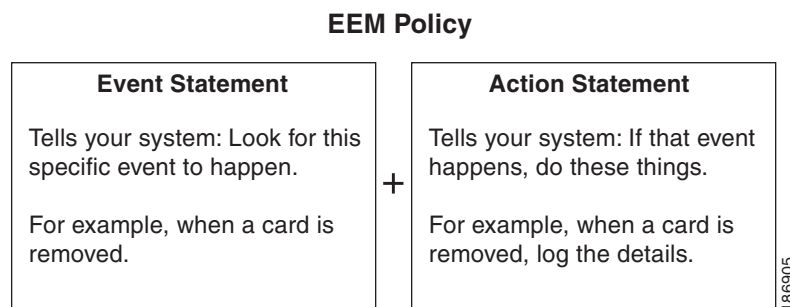 EEM Policy
Event Statement
Tells your system: Look for this
specific event to happen.
For example, when a card is
removed.
+
Action Statement
Tells your system: If that event
happens, do these things.
For example, when a card is
removed, log the details.
186905